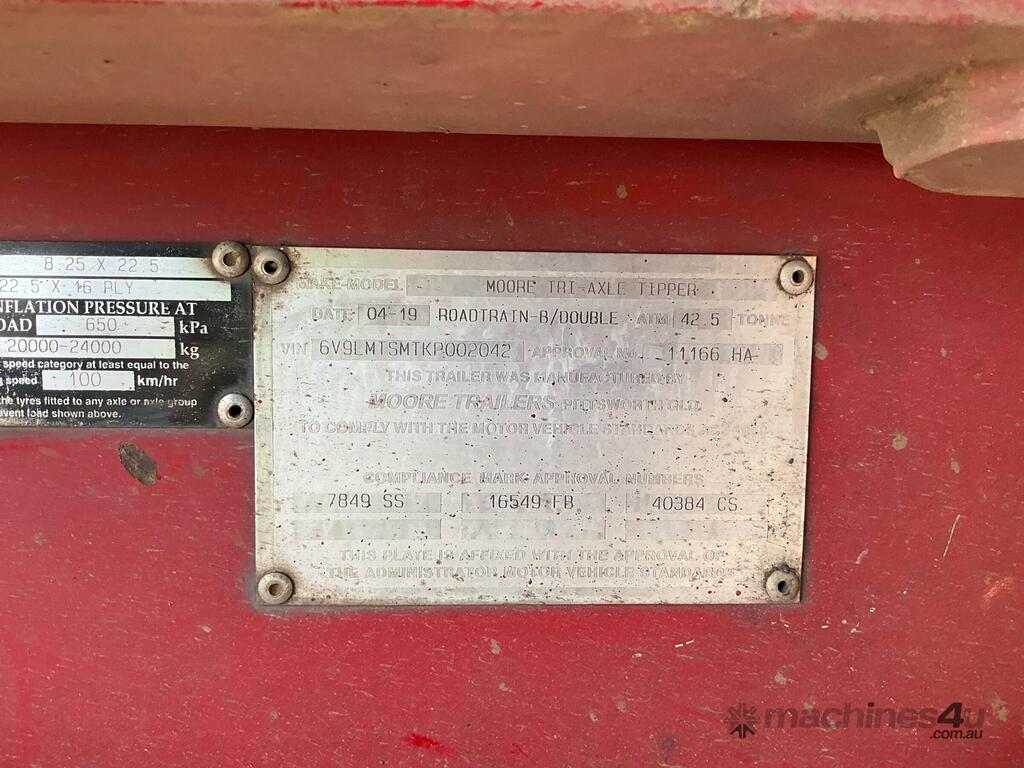 8.25 X 22.5
22.5 X 16 PLY
NFLATION PRESSURE AT
OAD 650 kPa
20000-24000 kg
speed category at least equal to the
speed 100 km/hr
the tyres fitted to any axle or axle group
event load shown above.
MAKE-MODEL MOORE TRI-AXLE TIPPER
DATE 04-19 ROADTRAIN-B/DOUBLE ATM 42.5 TONNE
VIN 6V9LMTSMTKP002042 APPROVAL No. 11166 HA
THIS TRAILER WAS MANUFACTURED BY
MOORE TRAILERS PITTSWORTH QLD.
TO COMPLY WITH THE MOTOR VEHICLE STANDARDS
COMPLIANCE MARK APPROVAL NUMBERS
7849 SS 16549 FB 40384 CS
THIS PLATE IS AFFIXED WITH THE APPROVAL OF
THE ADMINISTRATOR MOTOR VEHICLE STANDARDS
machines4u
.com.au